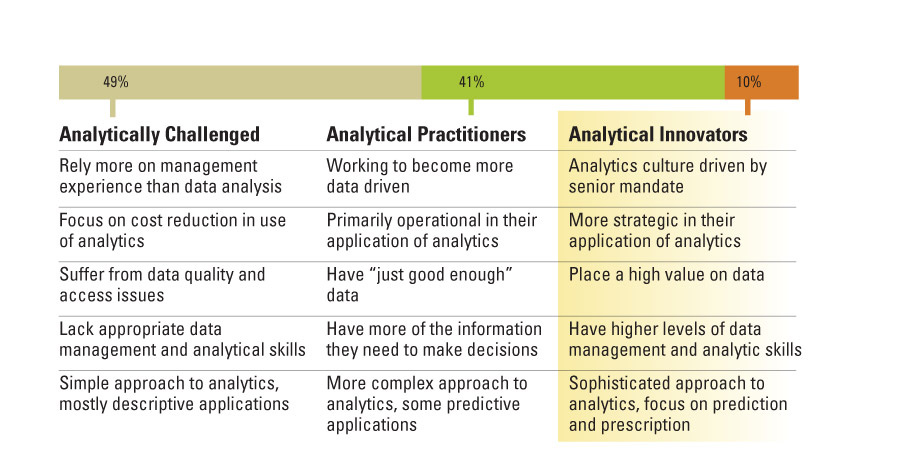 49%
41%
10%
Analytically Challenged
Analytical Practitioners
Analytical Innovators
Rely more on management
experience than data analysis
Working to become more
data driven
Analytics culture driven by
senior mandate
Focus on cost reduction in use
of analytics
Primarily operational in their
application of analytics
More strategic in their
application of analytics
Suffer from data quality and
access issues
Have “just good enough”
data
Place a high value on data
Lack appropriate data
management and analytical skills
Have more of the information
they need to make decisions
Have higher levels of data
management and analytic skills
Simple approach to analytics,
mostly descriptive applications
More complex approach to
analytics, some predictive
applications
Sophisticated approach to
analytics, focus on prediction
and prescription